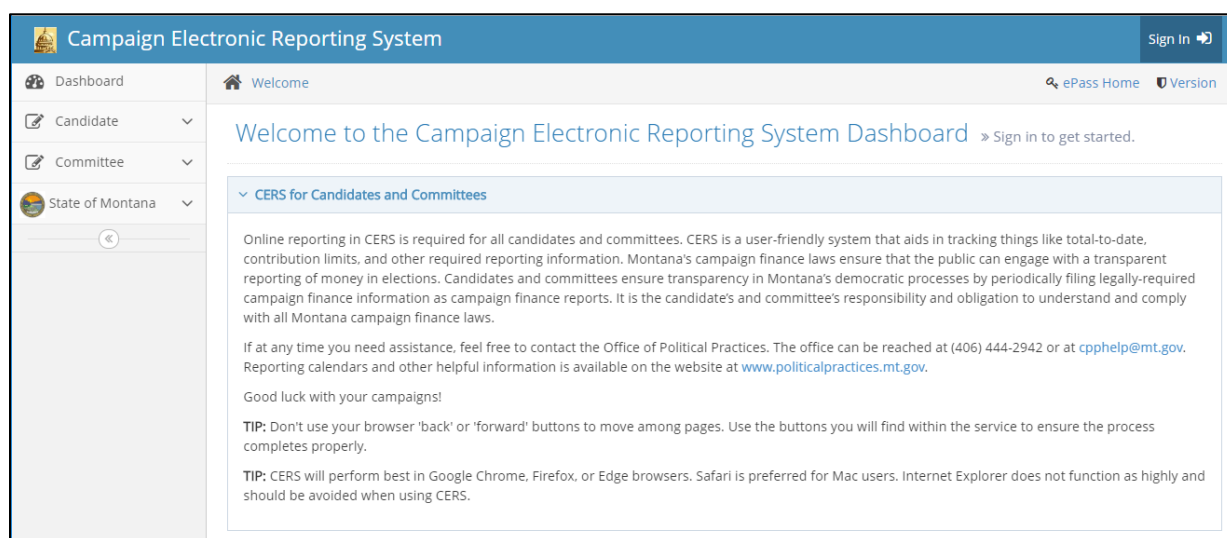 Campaign Electronic Reporting System
Sign In
Dashboard
Welcome
ePass Home
Version
Candidate
Committee
State of Montana
Welcome to the Campaign Electronic Reporting System Dashboard » Sign in to get started.
CERS for Candidates and Committees
Online reporting in CERS is required for all candidates and committees. CERS is a user-friendly system that aids in tracking things like total-to-date,
contribution limits, and other required reporting information. Montana's campaign finance laws ensure that the public can engage with a transparent
reporting of money in elections. Candidates and committees ensure transparency in Montana’s democratic processes by periodically filing legally-required
campaign finance information as campaign finance reports. It is the candidate’s and committee’s responsibility and obligation to understand and comply
with all Montana campaign finance laws.
If at any time you need assistance, feel free to contact the Office of Political Practices. The office can be reached at (406) 444-2942 or at cpphelp@mt.gov.
Reporting calendars and other helpful information is available on the website at www.politicalpractices.mt.gov.
Good luck with your campaigns!
TIP: Don't use your browser 'back' or 'forward' buttons to move among pages. Use the buttons you will find within the service to ensure the process
completes properly.
TIP: CERS will perform best in Google Chrome, Firefox, or Edge browsers. Safari is preferred for Mac users. Internet Explorer does not function as highly and
should be avoided when using CERS.